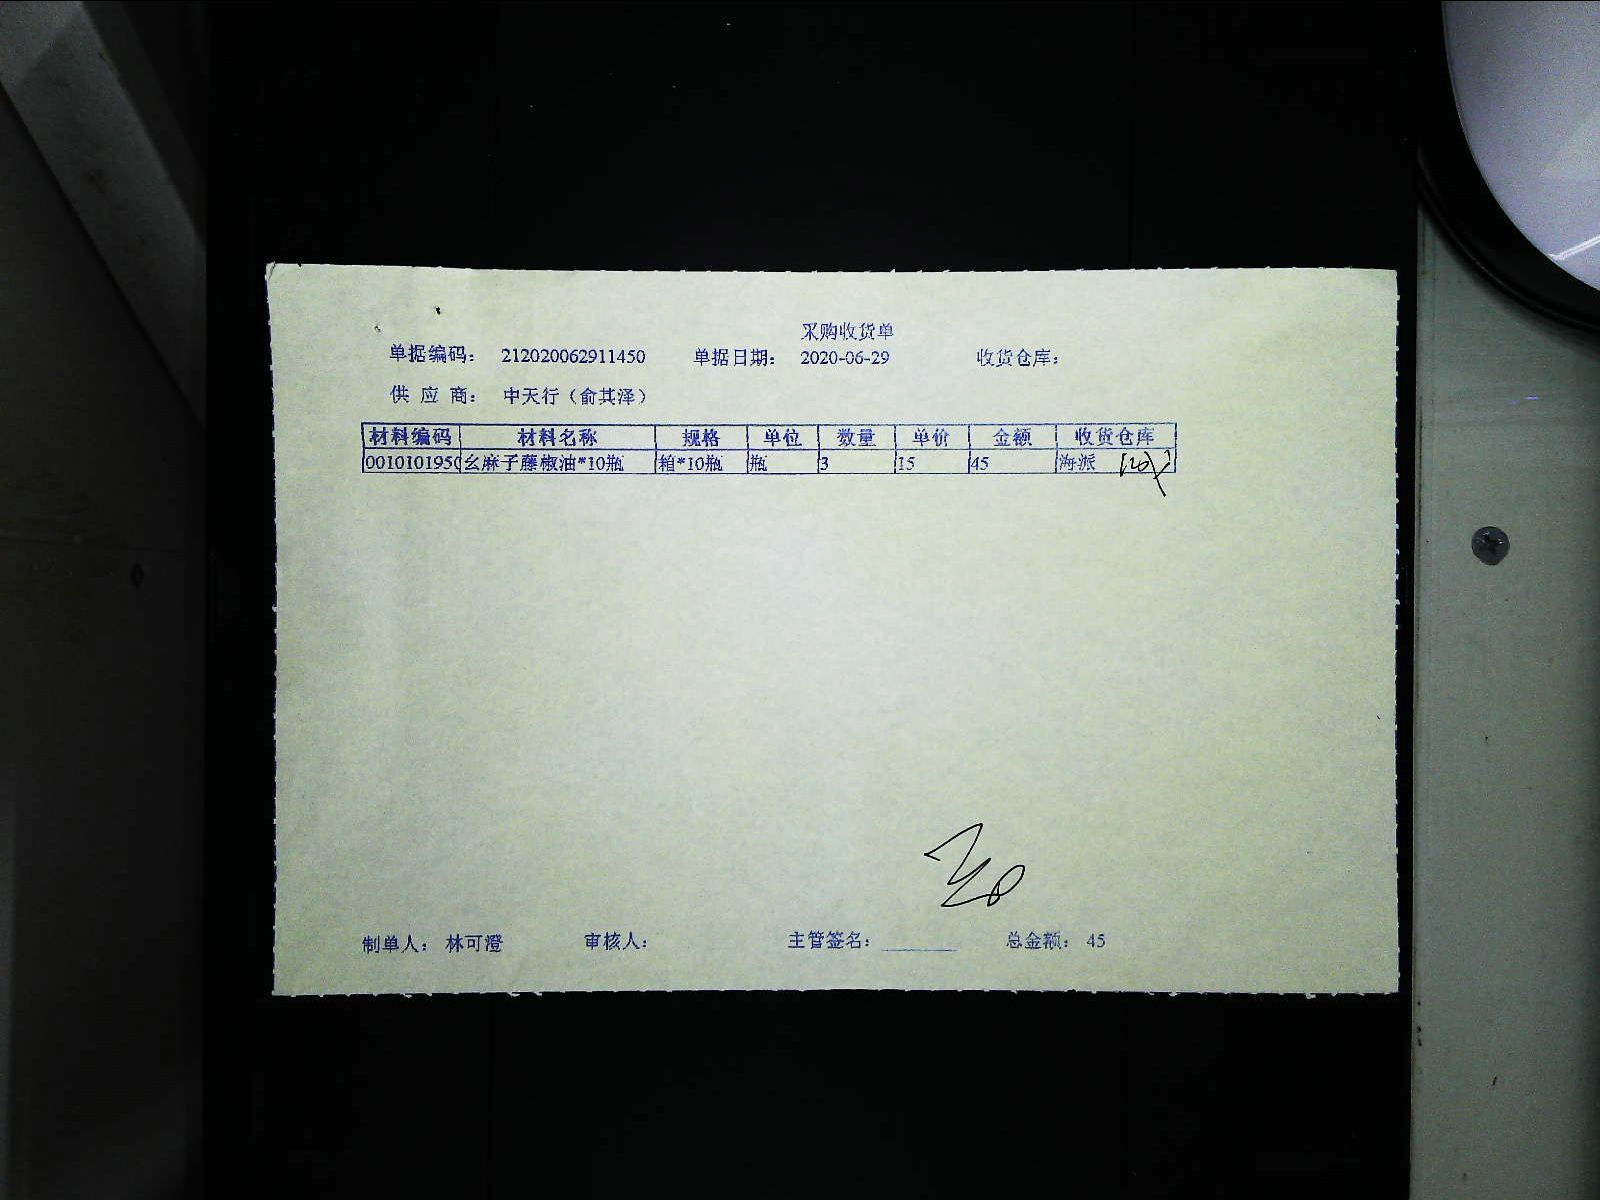 采购收货单
单据编码： 212020062911450 单据日期： 2020-06-29 收货仓库：
供 应 商： 中天行（俞其泽）
材料编码 材料名称 规格 单位 数量 单价 金额 收货仓库
0010101950 幺麻子藤椒油*10瓶 箱*10瓶 瓶 3 15 45 海派
制单人： 林可澄 审核人： 主管签名： 总金额： 45